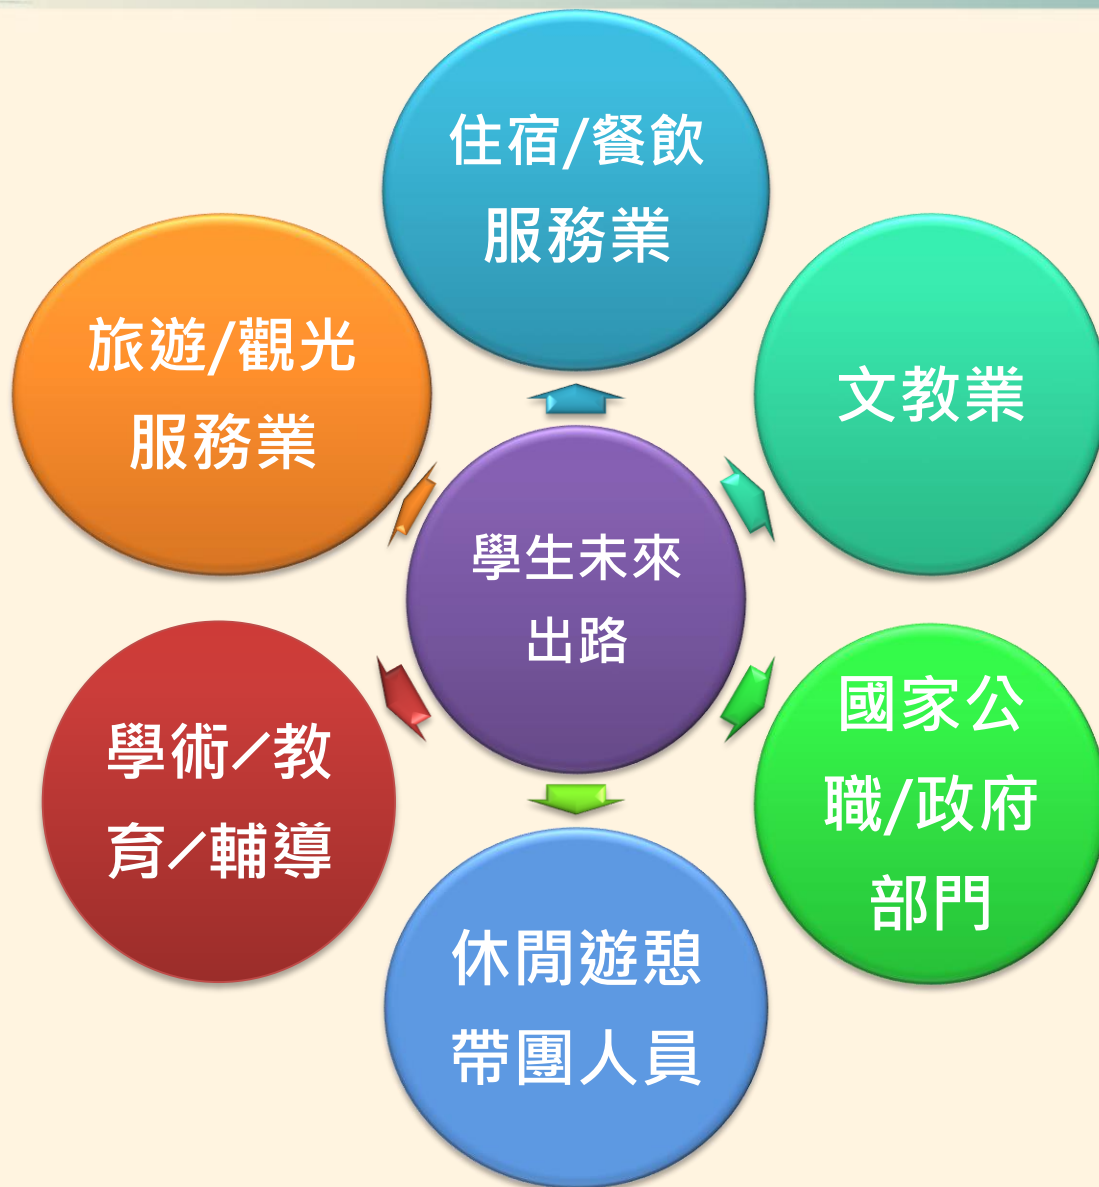 住宿/餐飲
服務業
文教業
國家公
職/政府
部門
休閒遊憩
帶團人員
學術／教
育／輔導
旅遊/觀光
服務業
學生未來
出路